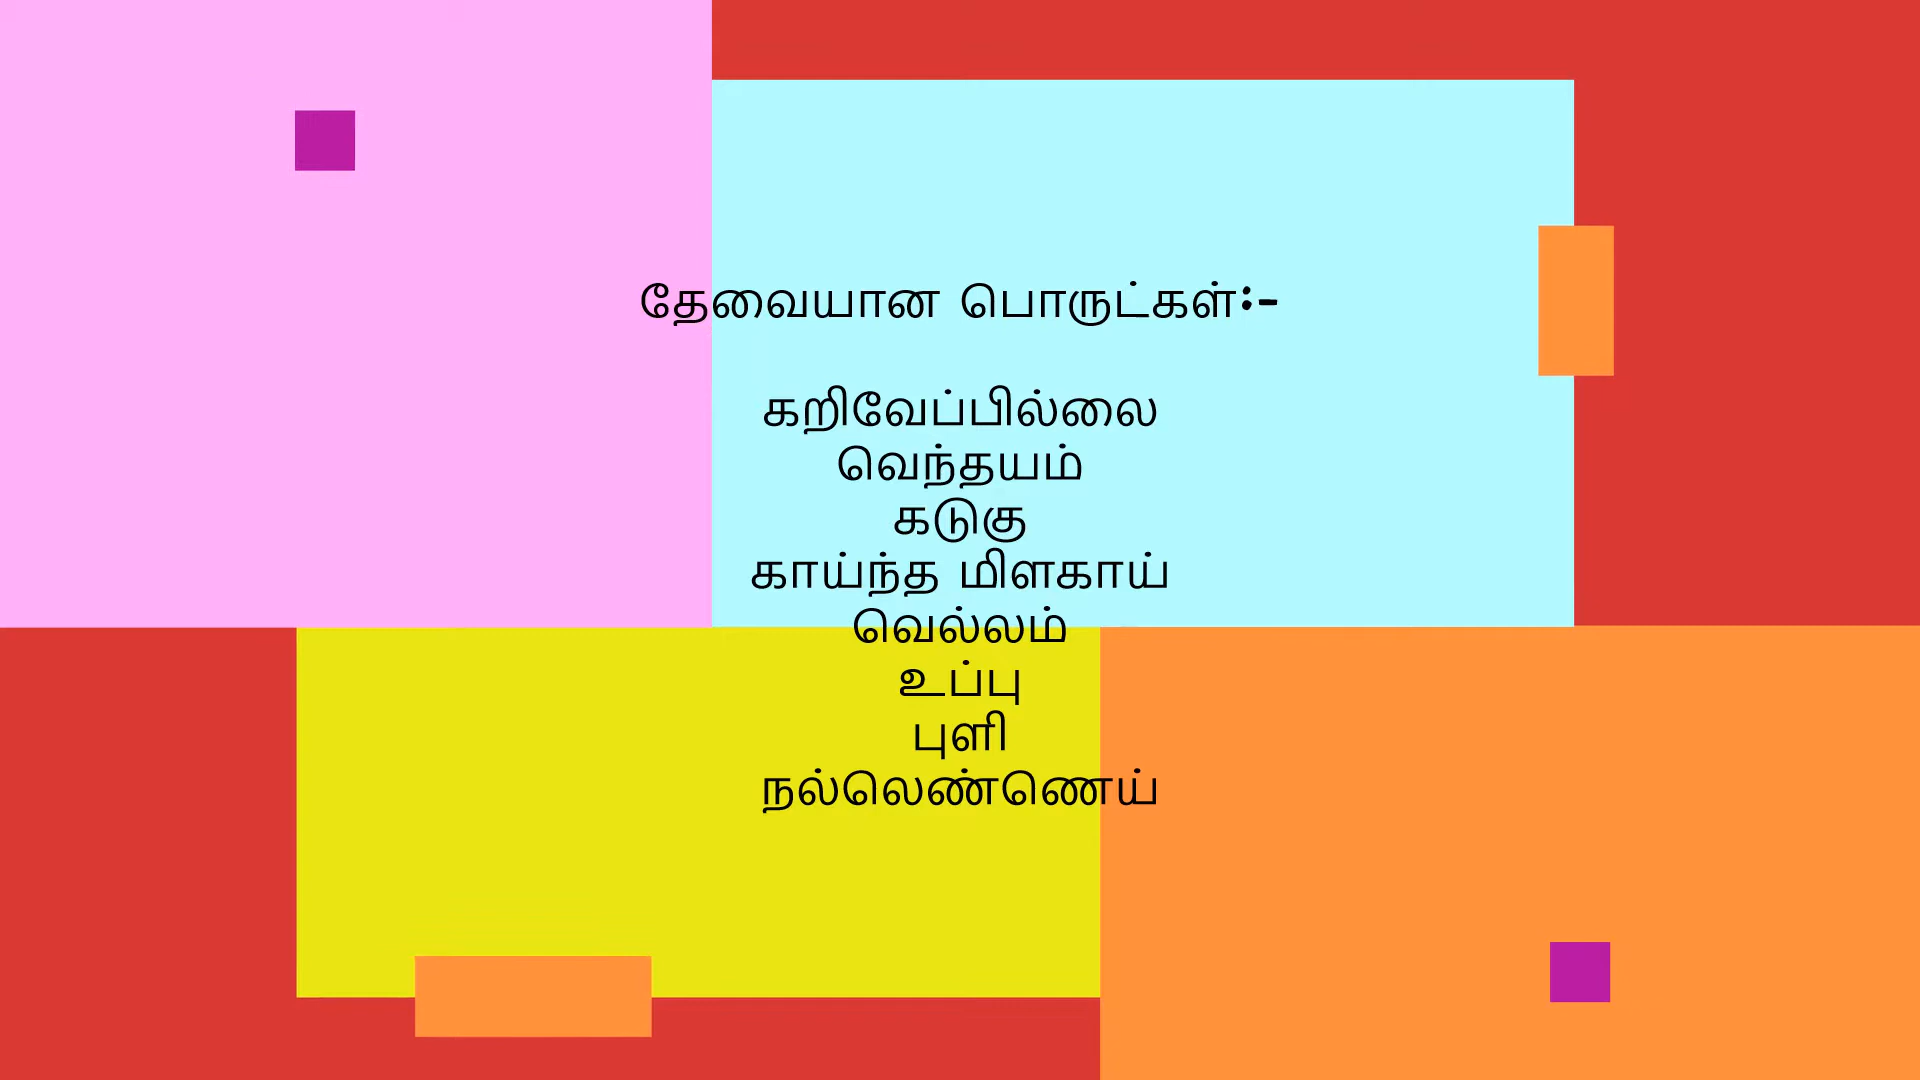 தேவையான பொருட்கள்:-
கறிவேப்பில்லை
வெந்தயம்
கடுகு
காய்ந்த மிளகாய்
வெல்லம்
உப்பு
புளி
நல்லெண்ணெய்